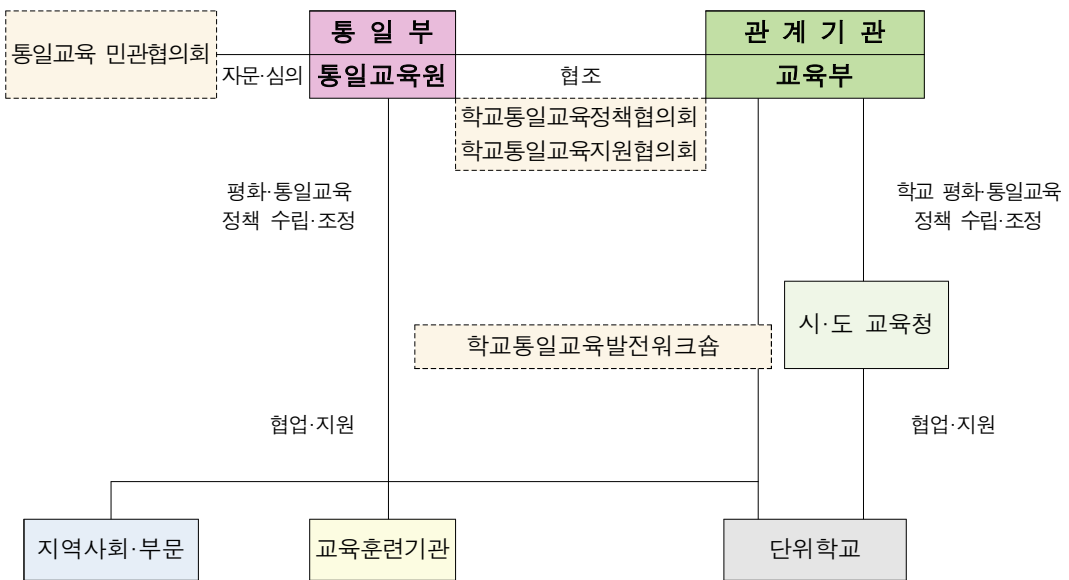 통일교육 민관협의회
통 일 부
통일교육원
관 계 기 관
교육부
자문·심의
협조
학교통일교육정책협의회
학교통일교육지원협의회
평화·통일교육
정책 수립·조정
학교 평화·통일교육
정책 수립·조정
시·도 교육청
학교통일교육발전워크숍
협업·지원
협업·지원
지역사회·부문
교육훈련기관
단위학교